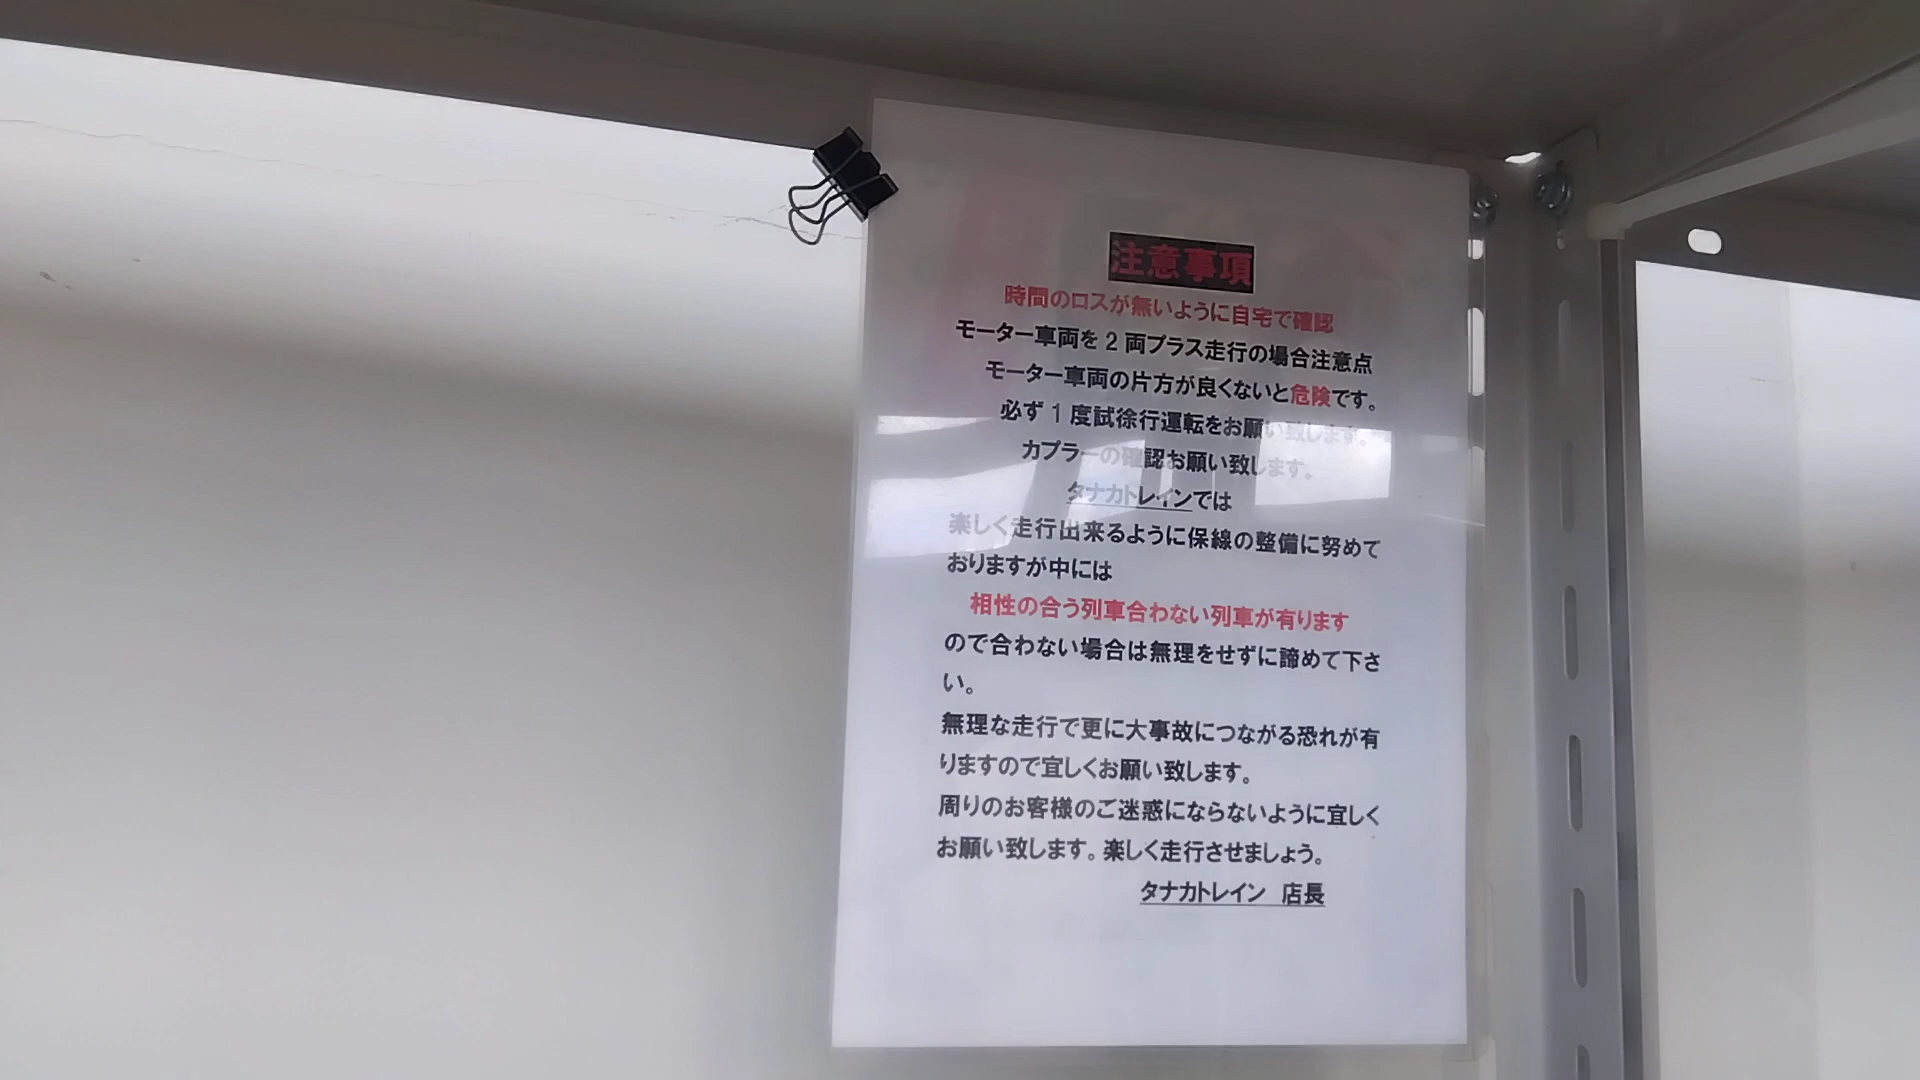 注意事項
時間のロスが無いように自宅で確認
モーター車両を2両プラス走行の場合注意点
モーター車両の片方が良くないと危険です。
必ず1度試徐行運転をお願い致します。
カプラーの確認お願い致します。
タナカトレインでは
楽しく走行出来るように保線の整備に努めて
おりますが中には
相性の合う列車合わない列車が有ります
ので合わない場合は無理をせずに諦めて下さ
い。
無理な走行で更に大事故につながる恐れが有
りますので宜しくお願い致します。
周りのお客様のご迷惑にならないように宜しく
お願い致します。楽しく走行させましょう。
タナカトレイン 店長